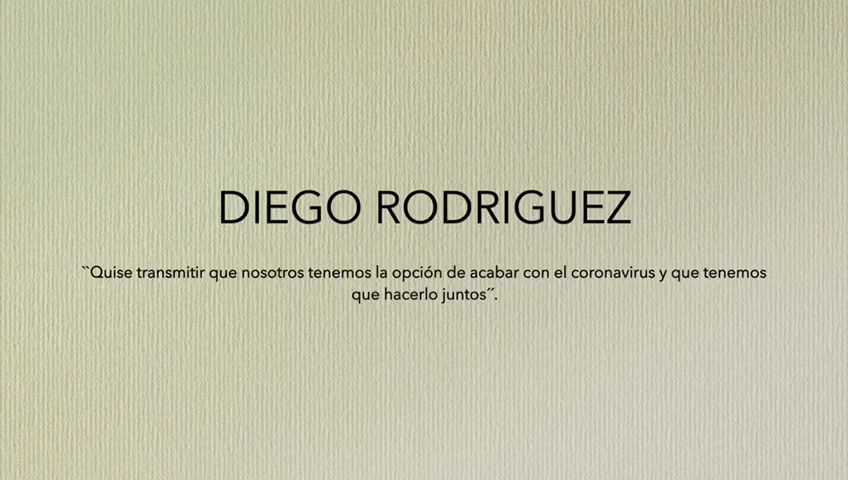 DIEGO RODRIGUEZ
``Quise transmitir que nosotros tenemos la opción de acabar con el coronavirus y que tenemos
que hacerlo juntos´´.